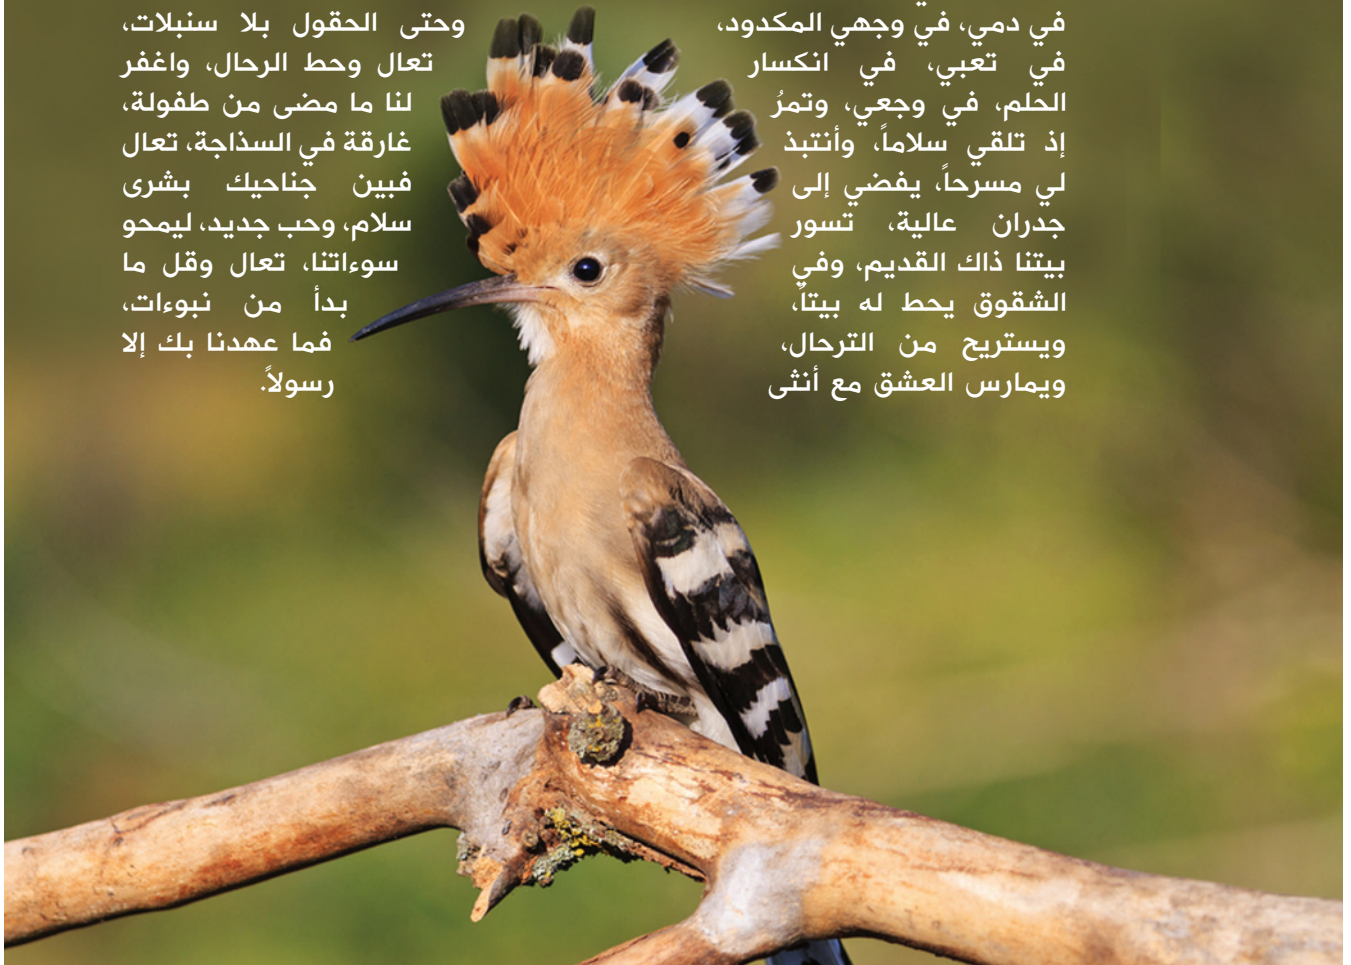 في دمي، في وجهي المكدود،
في تعبي، في انكسار
الحلم، في وجعي، وتمرُ
إذ تلقي سلاماً، وأنتبذ
لي مسرحاً، يفضي إلى
جدران عالية، تسور
بيتنا ذاك القديم، وفي
الشقوق يحط له بيتاً،
ويستريح من الترحال،
ويمارس العشق مع أنثى
وحتى الحقول بلا سنبلات،
تعال وحط الرحال، واغفر
لنا ما مضى من طفولة،
غارقة في السذاجة، تعال
فبين جناحيك بشرى
سلام، وحب جديد، ليمحو
سوءاتنا، تعال وقل ما
بدأ من نبوءات،
فما عهدنا بك إلا
رسولاً.